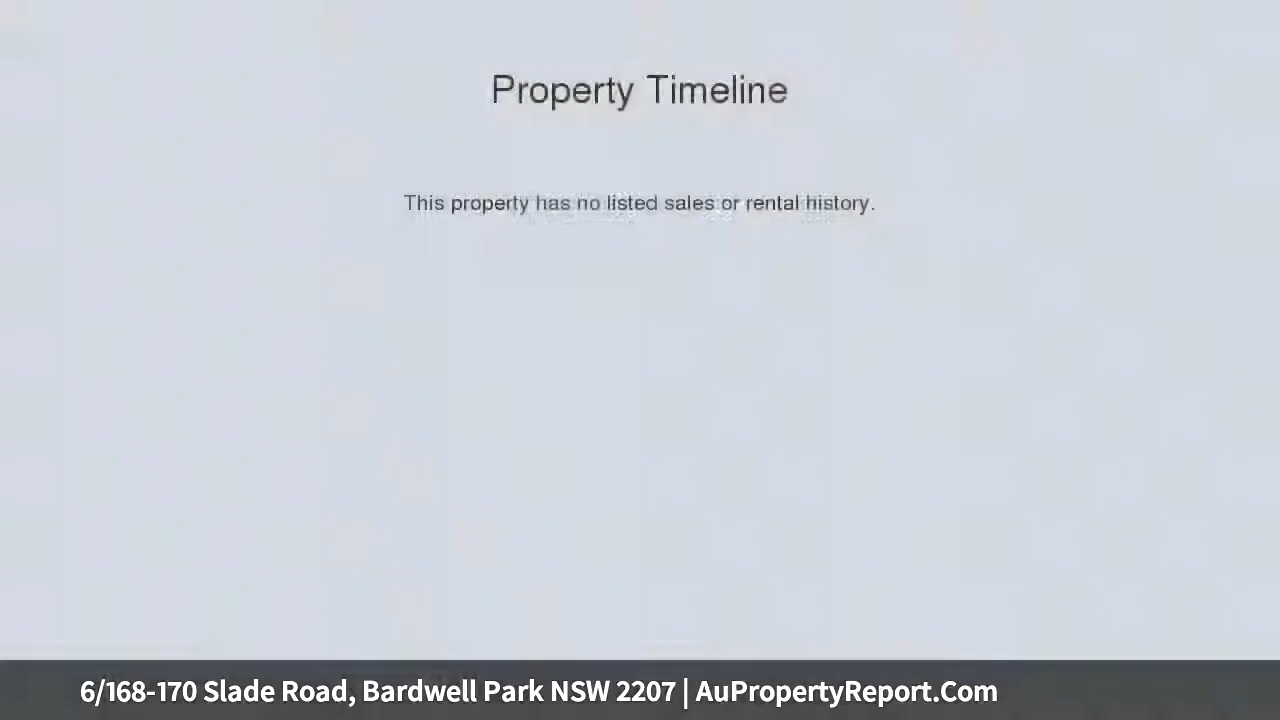 Property Timeline
This property has no listed sales or rental history.
6/168-170 Slade Road, Bardwell Park NSW 2207 | AuPropertyReport.Com